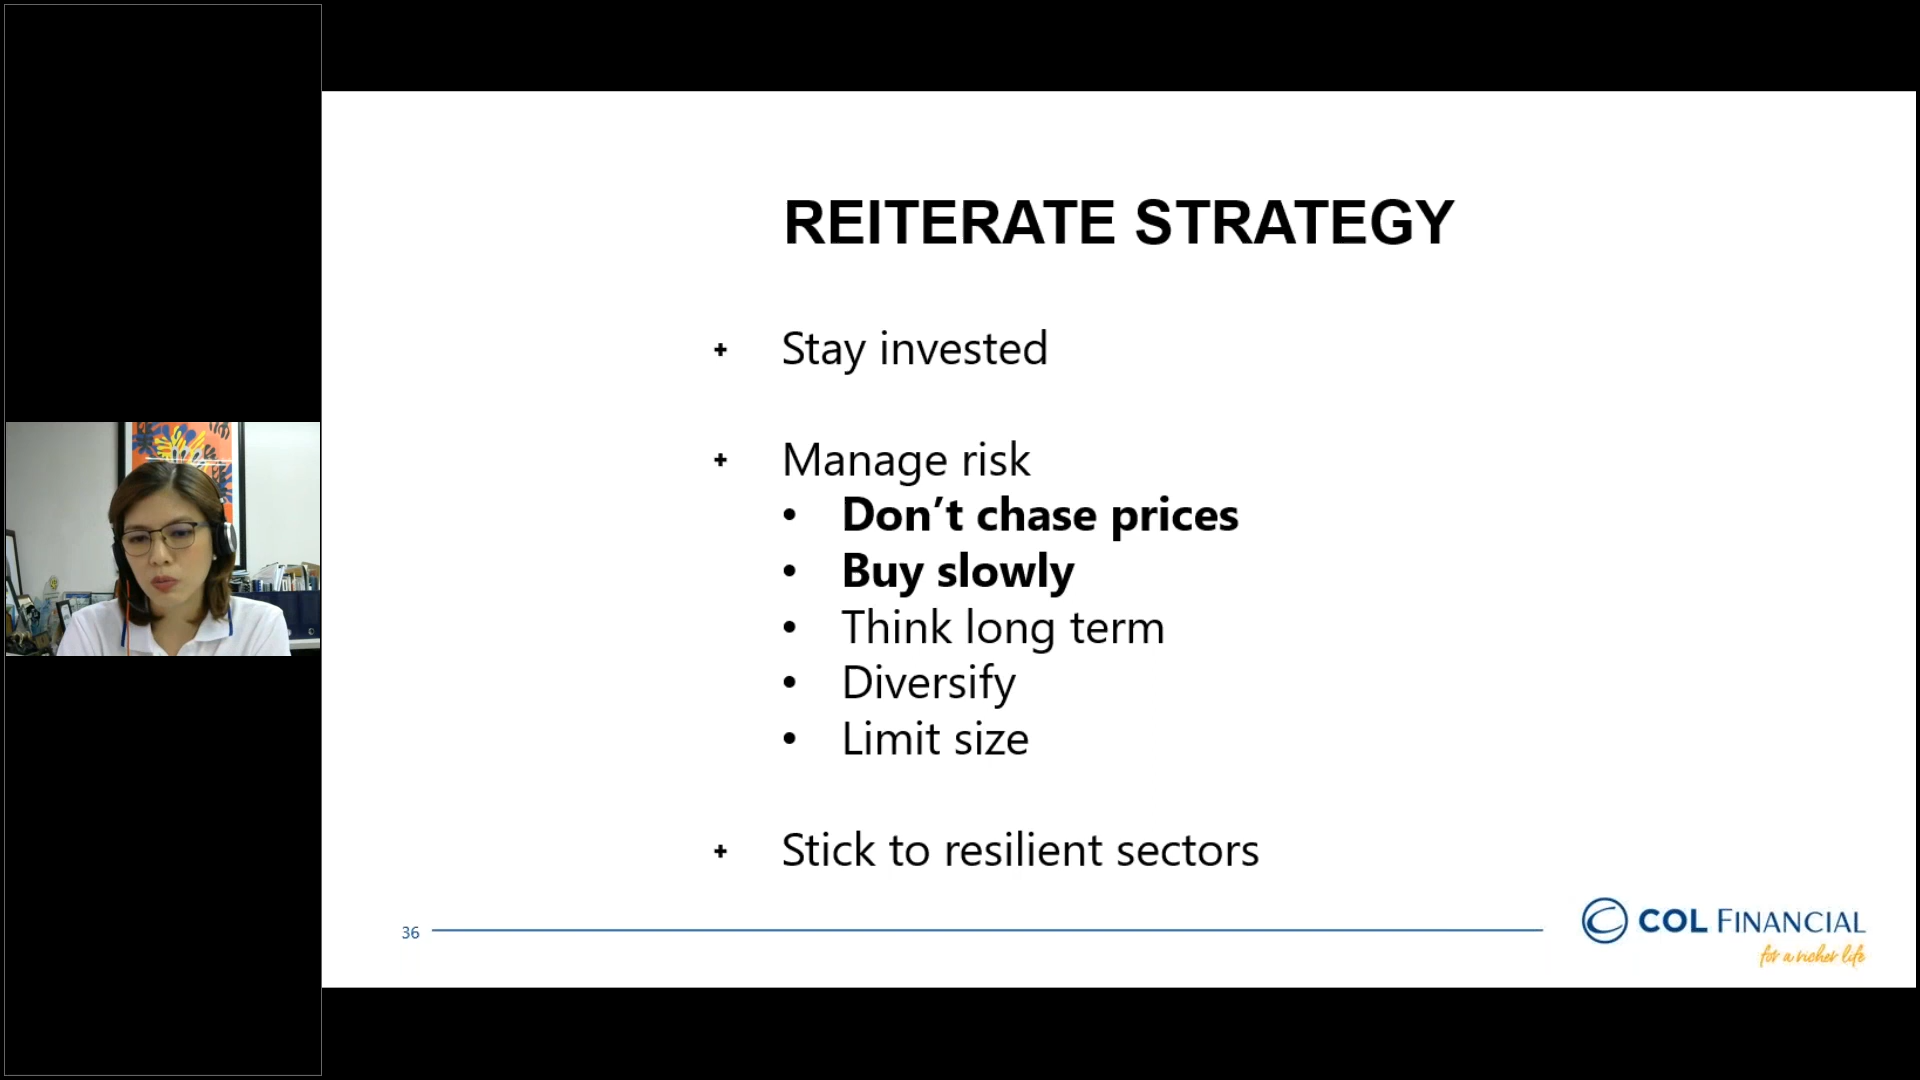 REITERATE STRATEGY
+ Stay invested
+ Manage risk
• Don’t chase prices
• Buy slowly
• Think long term
• Diversify
• Limit size
+ Stick to resilient sectors
36
COL FINANCIAL
for a richer life